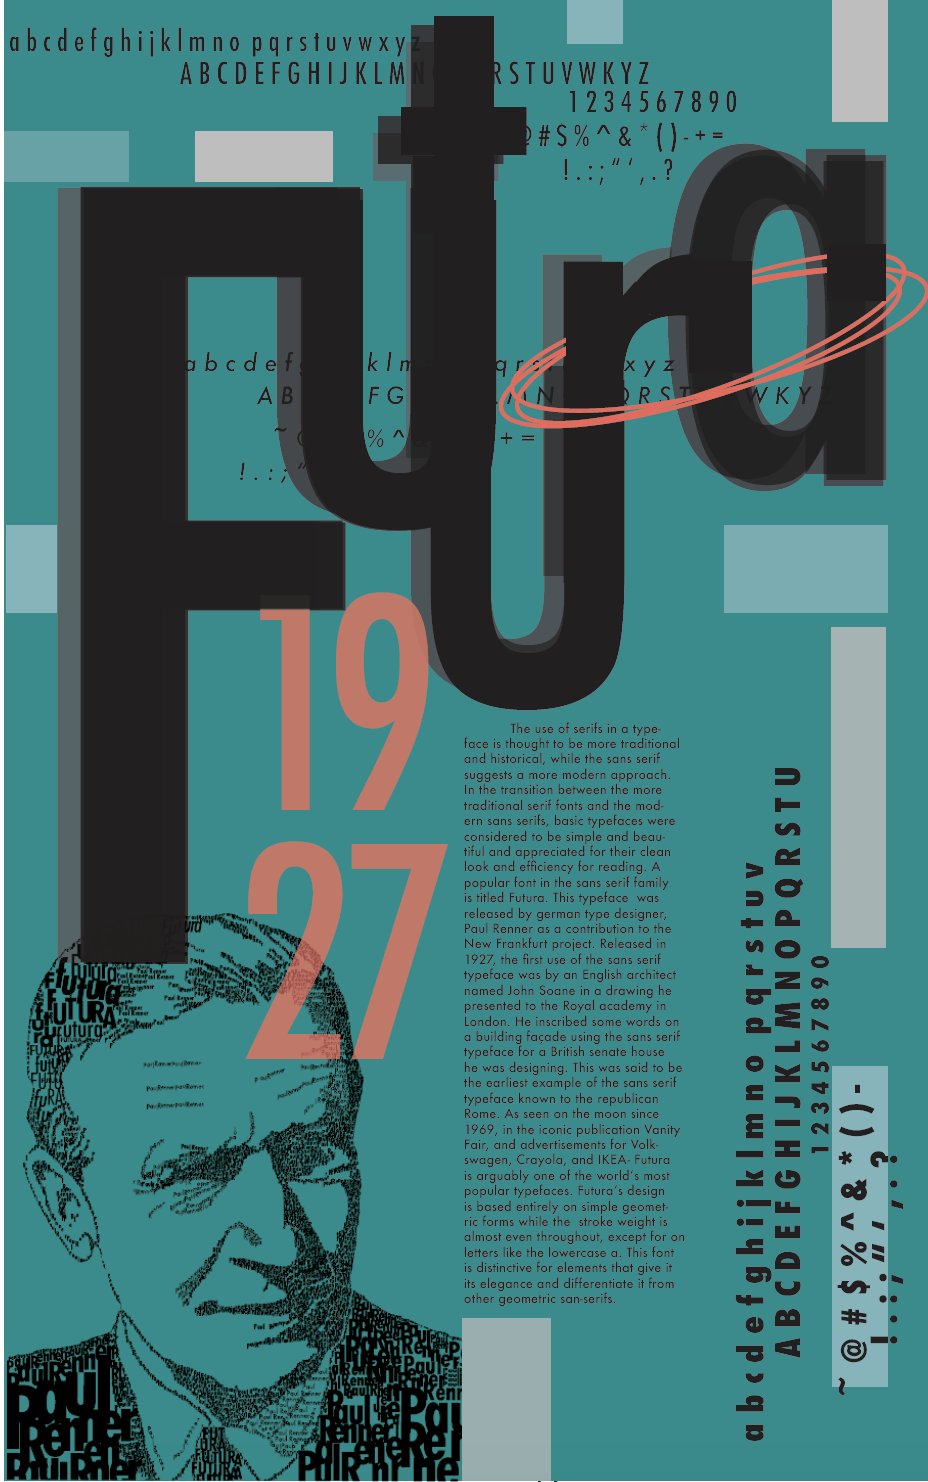 abcdefghijklmno pqrstuvwxyz
ABCDEFGHIJKLMN RSTUVWKYZ
1234567890
@#$%^&*()-+=
!.:;“‘,.?
Futura
abcdef klm qrs xyz
AB FG N QRST WKYZ
~ %^ +=
!.:;“
19
27
The use of serifs in a type-
face is thought to be more traditional
and historical, while the sans serif
suggests a more modern approach.
In the transition between the more
traditional serif fonts and the mod-
ern sans serifs, basic typefaces were
considered to be simple and beau-
tiful and appreciated for their clean
look and efficiency for reading. A
popular font in the sans serif family
is titled Futura. This typeface was
released by german type designer,
Paul Renner as a contribution to the
New Frankfurt project. Released in
1927, the first use of the sans serif
typeface was by an English architect
named John Soane in a drawing he
presented to the Royal academy in
London. He inscribed some words on
a building façade using the sans serif
typeface for a British senate house
he was designing. This was said to be
the earliest example of the sans serif
typeface known to the republican
Rome. As seen on the moon since
1969, in the iconic publication Vanity
Fair, and advertisements for Volk-
swagen, Crayola, and IKEA- Futura
is arguably one of the world's most
popular typefaces. Futura's design
is based entirely on simple geomet-
ric forms while the stroke weight is
almost even throughout, except for on
letters like the lowercase a. This font
is distinctive for elements that give it
its elegance and differentiate it from
other geometric san-serifs.
abcdefghijklmno pqrstuv
ABCDEFGHIJKLMNOPQRSTU
1234567890
~@#$%^&*()-
!.:;“‘,.?
Futura
futura
FUTURA
Paul
Renner